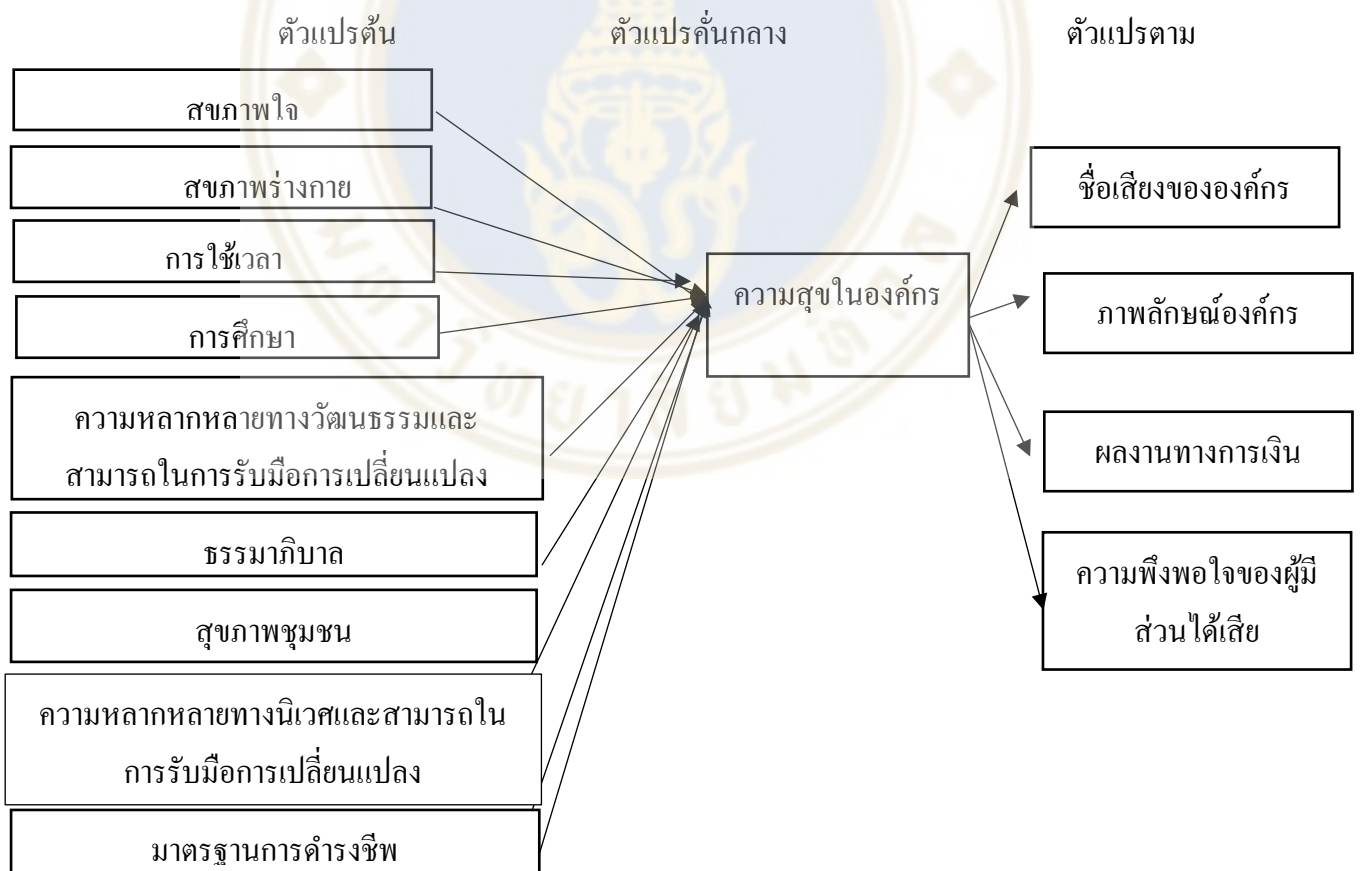 ตัวแปรต้น ตัวแปรคั่นกลาง ตัวแปรตาม
สขภาพใจ
สขภาพร่างกาย
การใช้เวลา
การศึกษา
ความหลากหลายทางวัฒนธรรมและ
สามารถในการรับมือการเปลี่ยนแปลง
ธรรมาภิบาล
สุขภาพชุมชน
ความหลากหลายทางนิเวศและสามารถใน
การรับมือการเปลี่ยนแปลง
มาตรฐานการดำรงชีพ
ความสุขในองค์กร
ชื่อเสียงขององค์กร
ภาพลักษณ์องค์กร
ผลงานทางการเงิน
ความพึงพอใจของผู้มี
ส่วนได้เสีย
มหาวิทยาลัยมหิดล